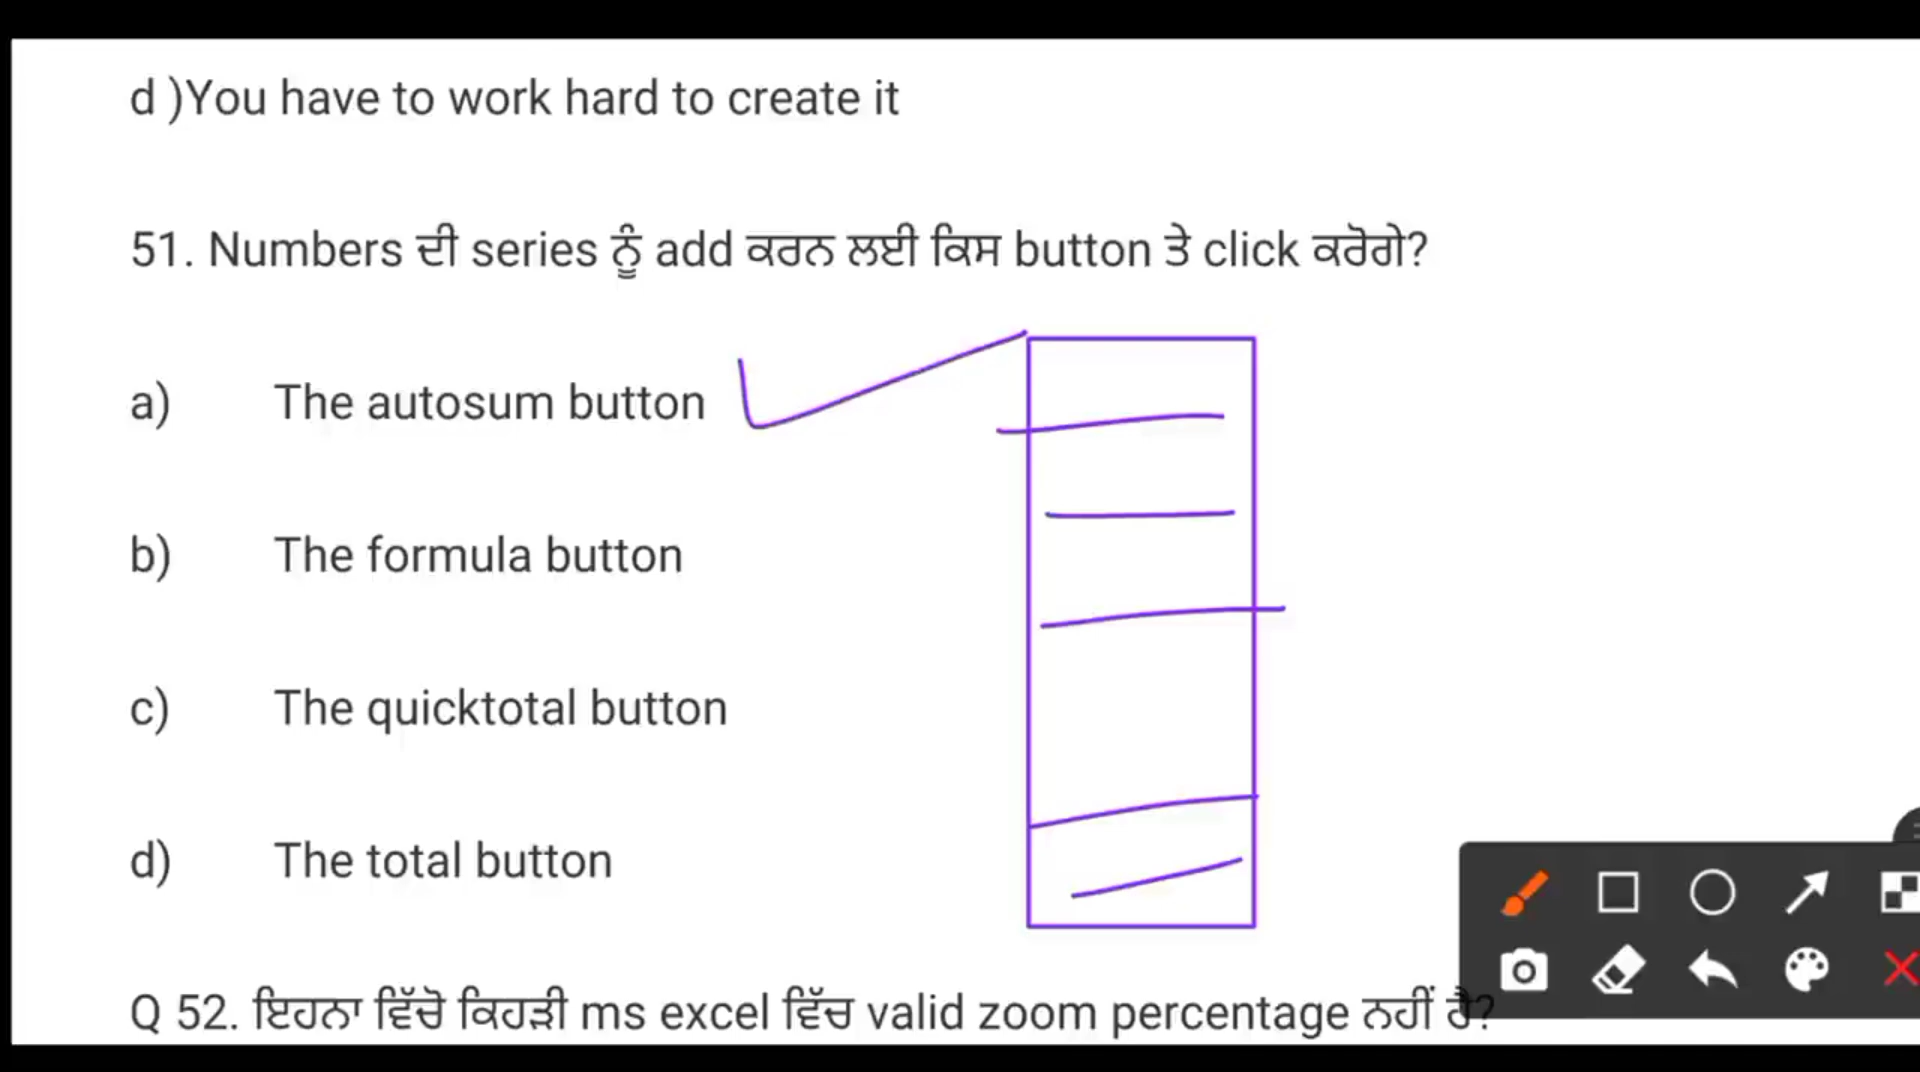 d )You have to work hard to create it
51. Numbers ਦੀ series ਨੂੰ add ਕਰਨ ਲਈ ਕਿਸ button ਤੇ click ਕਰੋਗੇ?
a) The autosum button
b) The formula button
c) The quicktotal button
d) The total button
Q 52. ਇਹਨਾ ਵਿੱਚੋ ਕਿਹੜੀ ms excel ਵਿੱਚ valid zoom percentage ਨਹੀਂ ਹੈ?